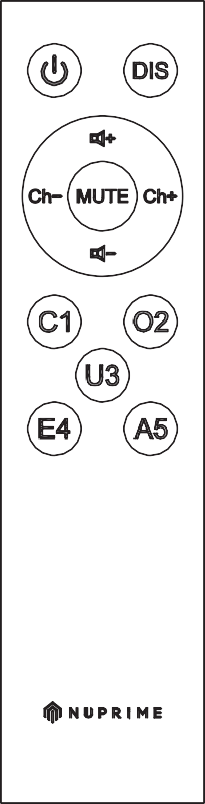 DIS
+
Ch− MUTE Ch+
−
C1 O2
U3
E4 A5
NUPRIME